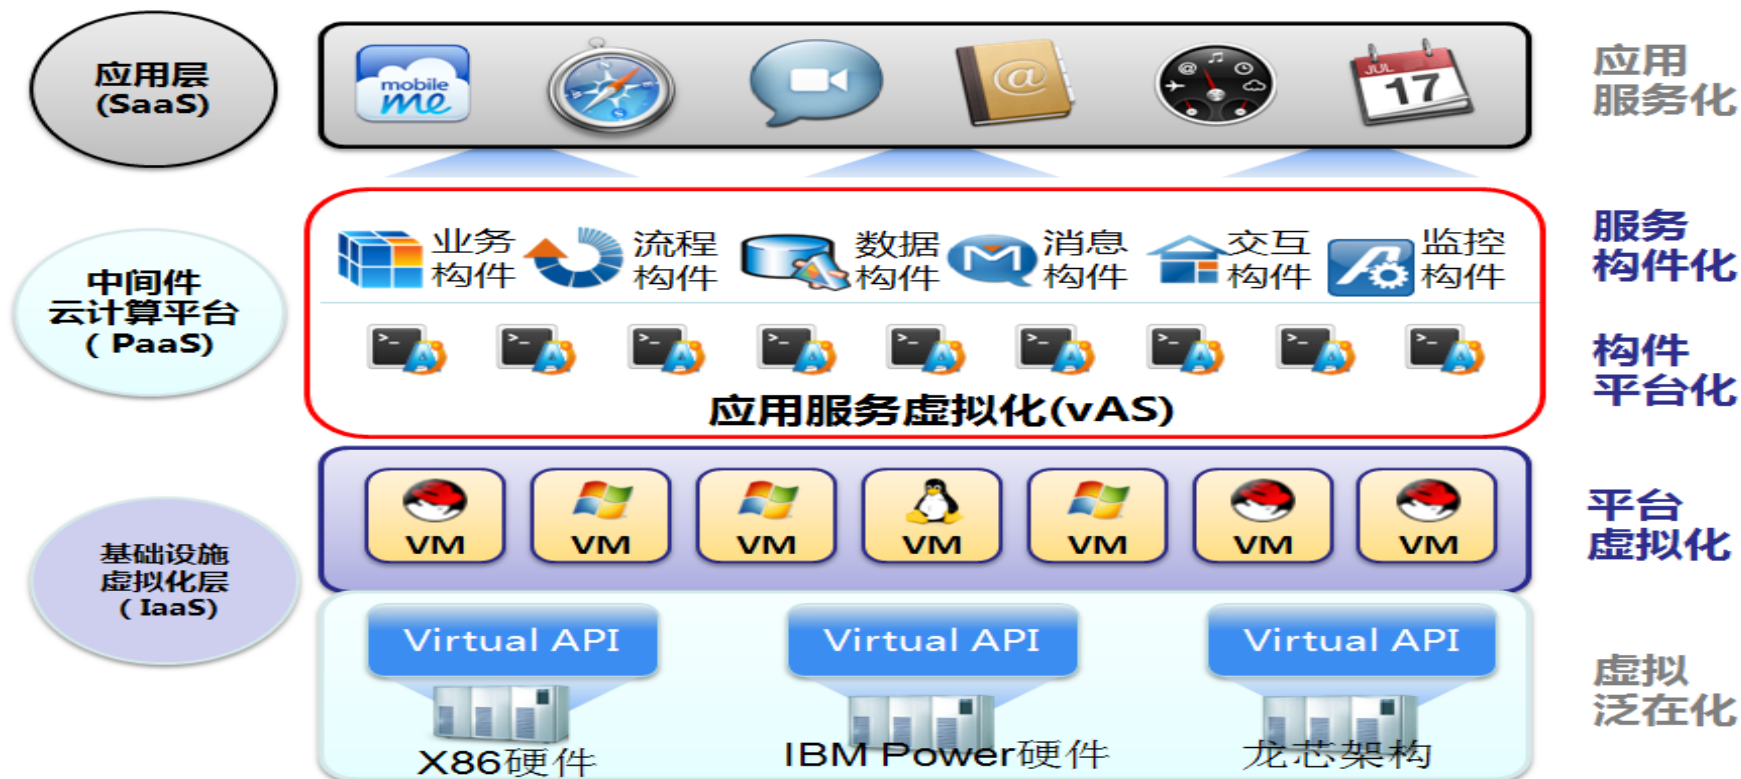 应用层
(SaaS)
mobile
me
JUL
17
应用
服务化
中间件
云计算平台
( PaaS)
业务
构件
流程
构件
数据
构件
消息
构件
交互
构件
监控
构件
应用服务虚拟化(vAS)
服务
构件化
构件
平台化
基础设施
虚拟化层
( IaaS)
VM
VM
VM
VM
VM
VM
VM
平台
虚拟化
Virtual API
Virtual API
Virtual API
X86硬件
IBM Power硬件
龙芯架构
虚拟
泛在化